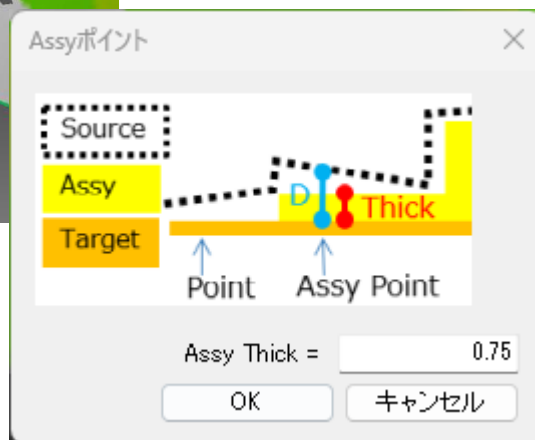 Assyポイント
Source
Assy
Target
D
Thick
Point
Assy Point
Assy Thick = 0.75
OK キャンセル